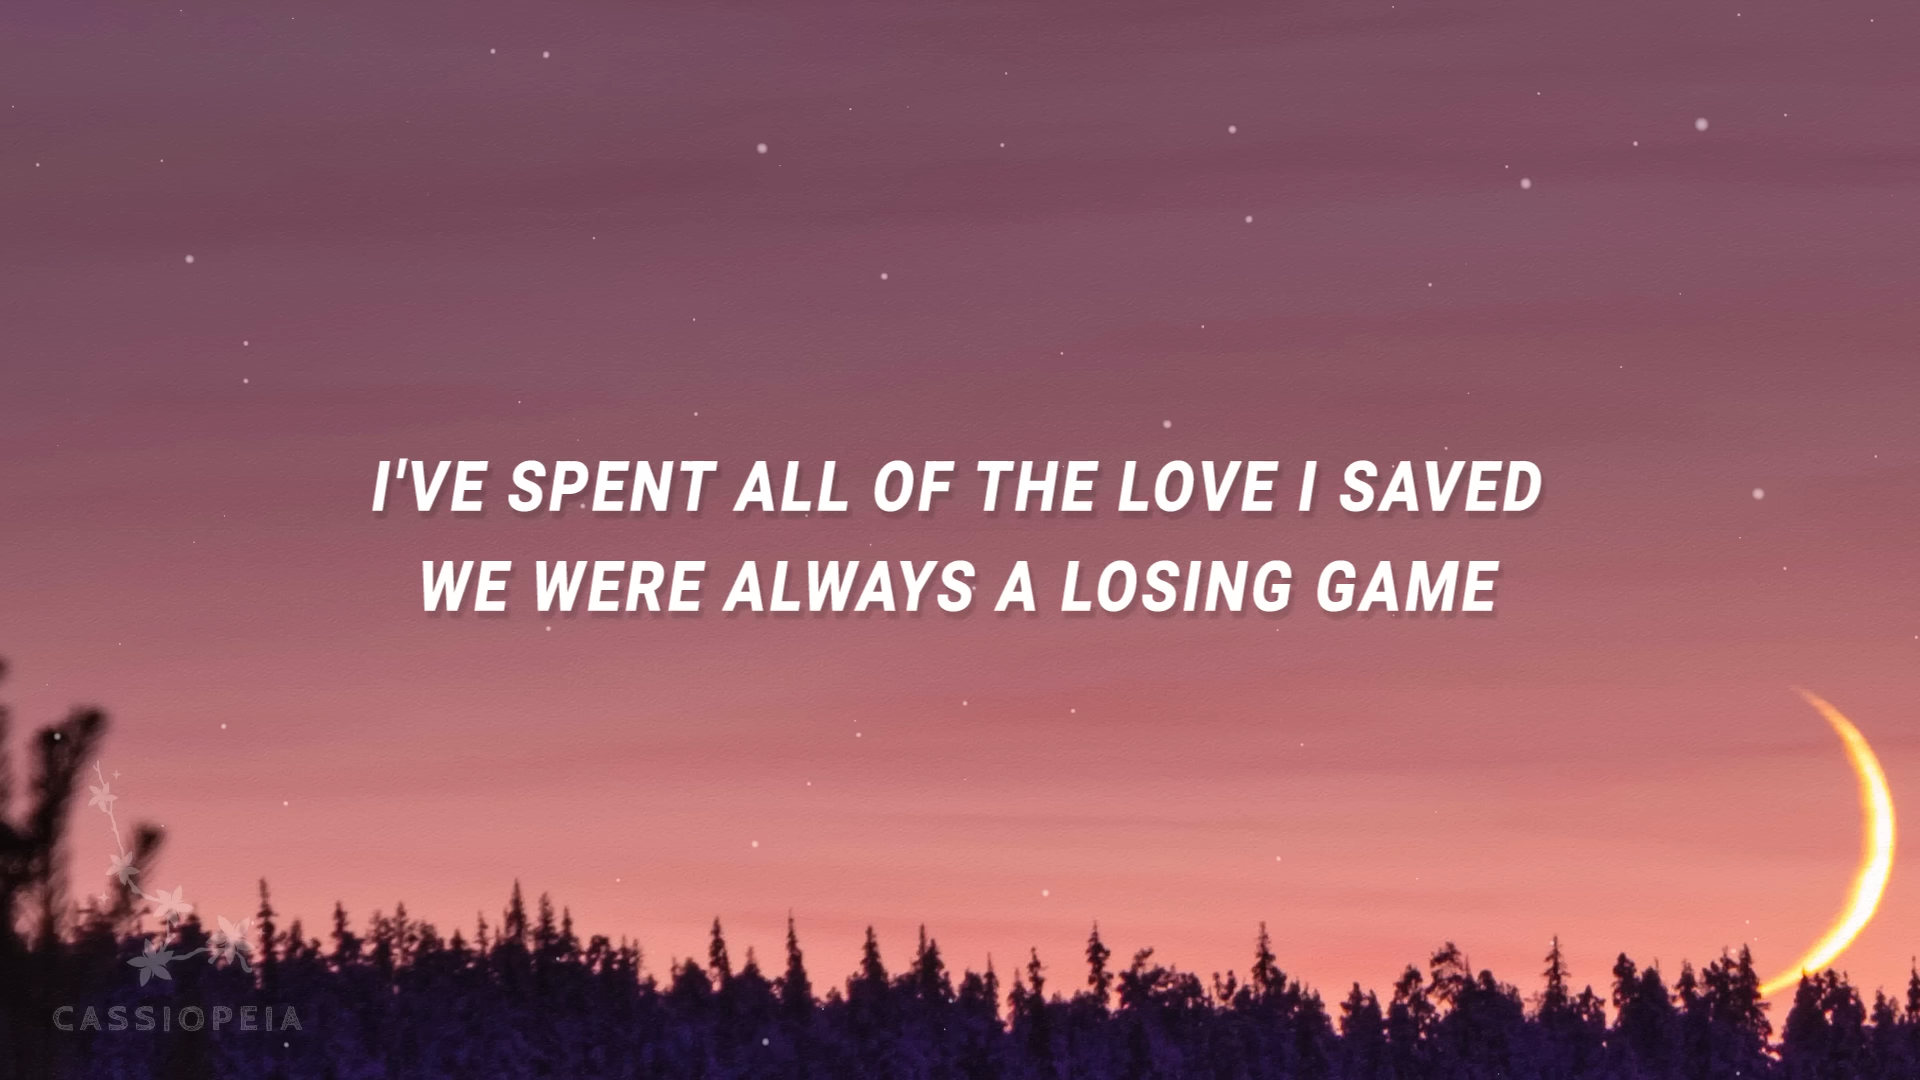 I'VE SPENT ALL OF THE LOVE I SAVED
WE WERE ALWAYS A LOSING GAME
CASSIOPEIA